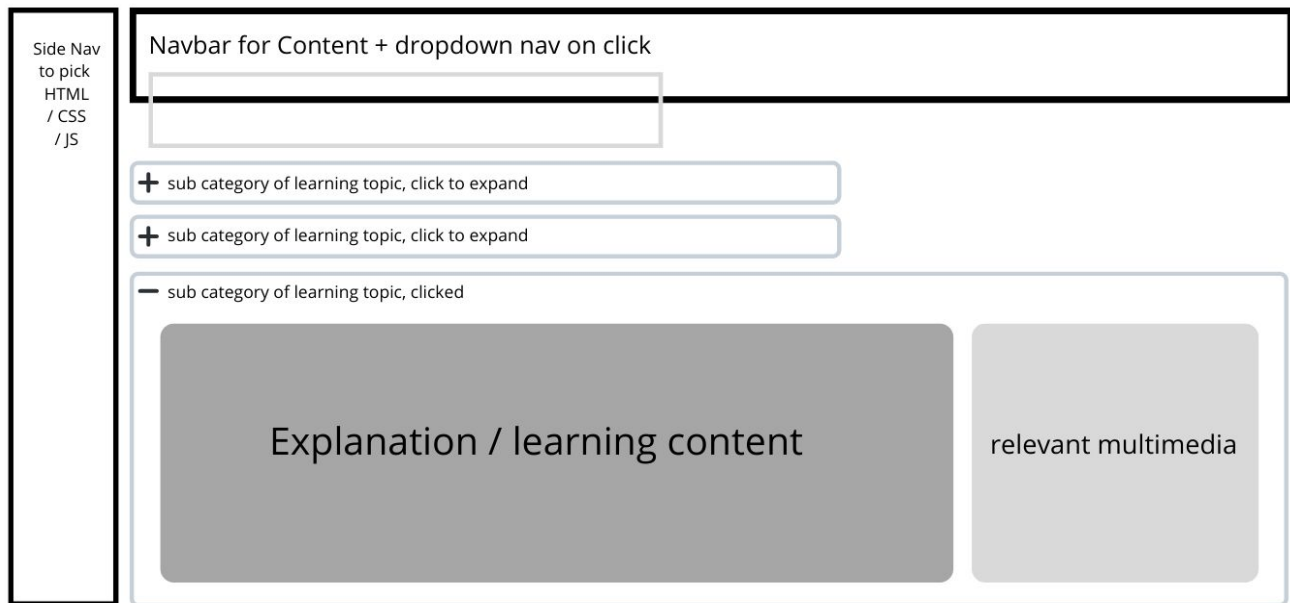 Side Nav
to pick
HTML
/ CSS
/ JS
Navbar for Content + dropdown nav on click
sub category of learning topic, click to expand
sub category of learning topic, click to expand
sub category of learning topic, clicked
Explanation / learning content
relevant multimedia